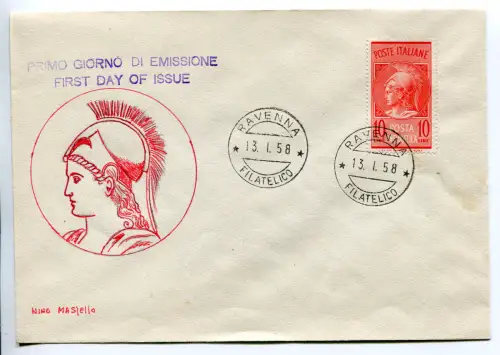 PRIMO GIORNO DI EMISSIONE
FIRST DAY OF ISSUE
RAVENNA
13. I. 58
FILATELICO
RAVENNA
13. I. 58
FILATELICO
POSTE ITALIANE
10 POSTA 10
NINO MASIELLO